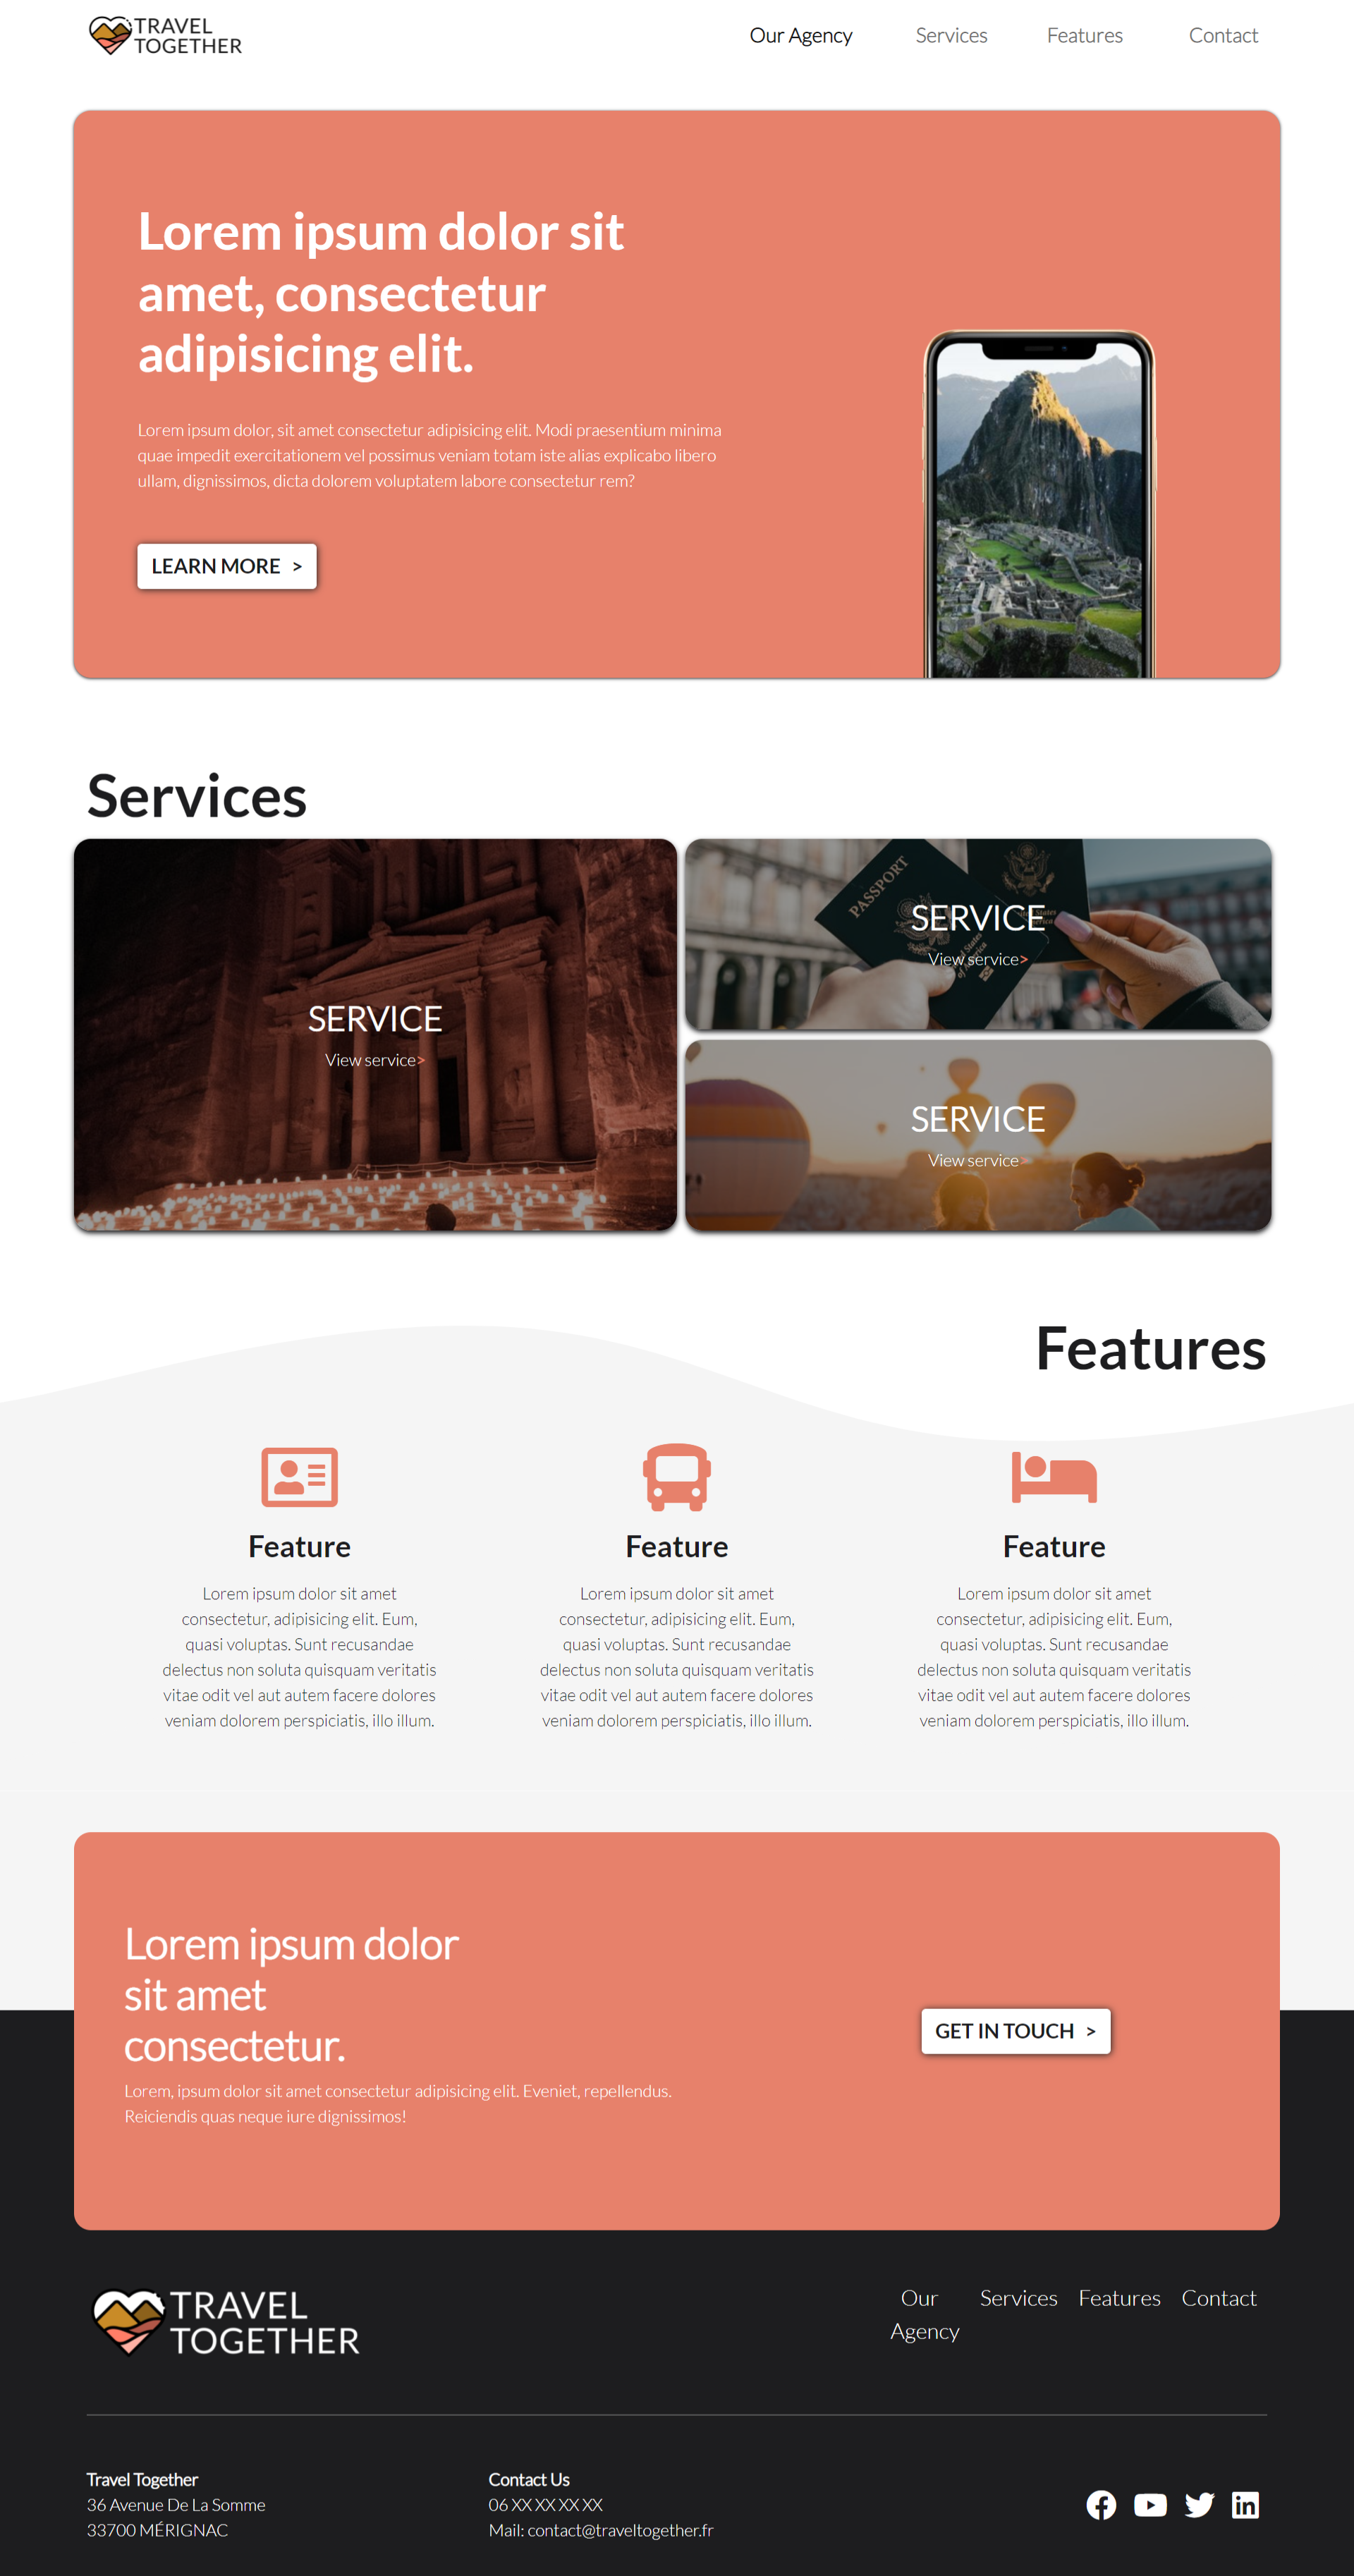 TRAVEL
TOGETHER
Our Agency
Services
Features
Contact
Lorem ipsum dolor sit
amet, consectetur
adipisicing elit.
Lorem ipsum dolor, sit amet consectetur adipisicing elit. Modi praesentium minima
quae impedit exercitationem vel possimus veniam totam iste alias explicabo libero
ullam, dignissimos, dicta dolorem voluptatem labore consectetur rem?
LEARN MORE >
Services
SERVICE
View service>
PASSPORT
SERVICE
View service>
United States
of America
SERVICE
View service>
Features
Feature
Lorem ipsum dolor sit amet
consectetur, adipisicing elit. Eum,
quasi voluptas. Sunt recusandae
delectus non soluta quisquam veritatis
vitae odit vel aut autem facere dolores
veniam dolorem perspiciatis, illo illum.
Feature
Lorem ipsum dolor sit amet
consectetur, adipisicing elit. Eum,
quasi voluptas. Sunt recusandae
delectus non soluta quisquam veritatis
vitae odit vel aut autem facere dolores
veniam dolorem perspiciatis, illo illum.
Feature
Lorem ipsum dolor sit amet
consectetur, adipisicing elit. Eum,
quasi voluptas. Sunt recusandae
delectus non soluta quisquam veritatis
vitae odit vel aut autem facere dolores
veniam dolorem perspiciatis, illo illum.
Lorem ipsum dolor
sit amet
consectetur.
Lorem, ipsum dolor sit amet consectetur adipisicing elit. Eveniet, repellendus.
Reiciendis quas neque iure dignissimos!
GET IN TOUCH >
TRAVEL
TOGETHER
Our
Agency
Services
Features
Contact
Travel Together
36 Avenue De La Somme
33700 MÉRIGNAC
Contact Us
06 XX XX XX XX
Mail: contact@traveltogether.fr